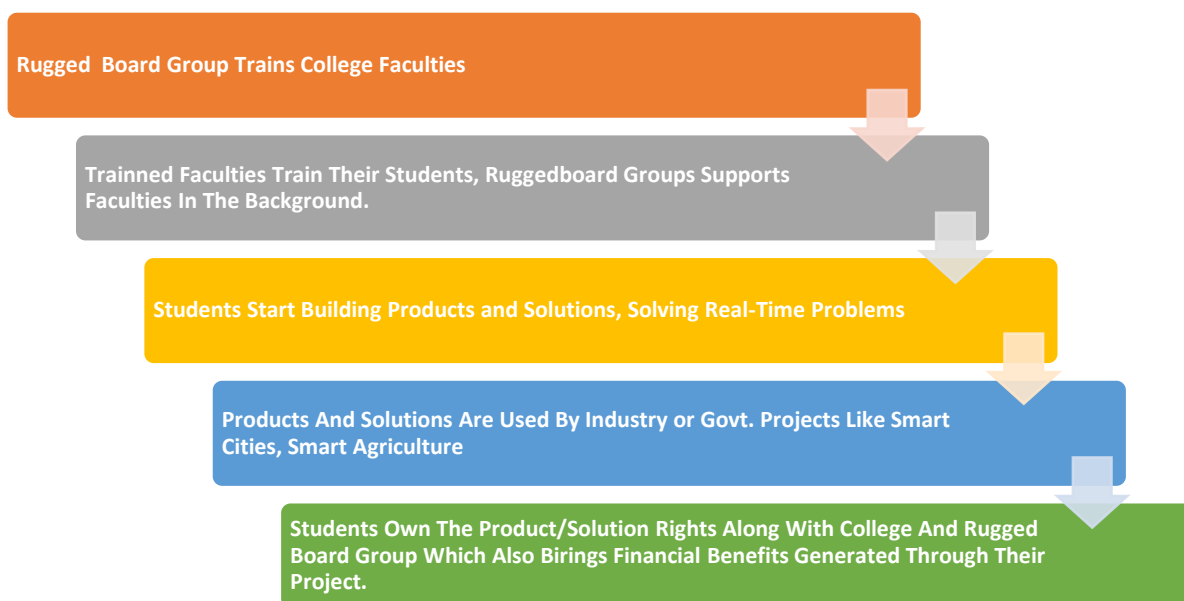 Rugged  Board Group Trains College Faculties
Trainned Faculties Train Their Students, Ruggedboard Groups Supports
Faculties In The Background.
Students Start Building Products and Solutions, Solving Real-Time Problems
Products And Solutions Are Used By Industry or Govt. Projects Like Smart
Cities, Smart Agriculture
Students Own The Product/Solution Rights Along With College And Rugged
Board Group Which Also Birings Financial Benefits Generated Through Their
Project.